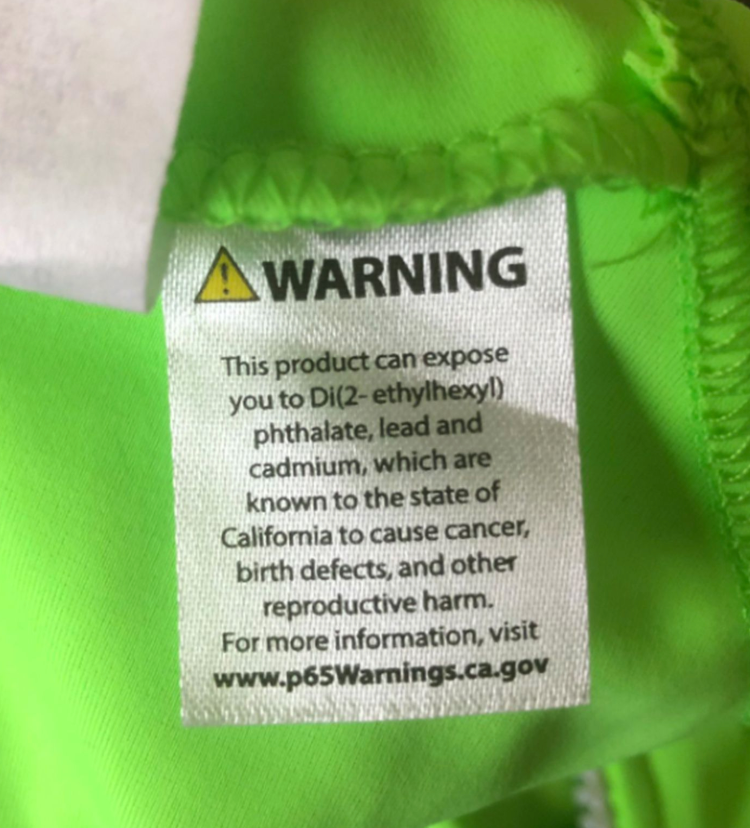 WARNING
This product can expose
you to Di(2- ethylhexyl)
phthalate, lead and
cadmium, which are
known to the state of
California to cause cancer,
birth defects, and other
reproductive harm.
For more information, visit
www.p65Warnings.ca.gov